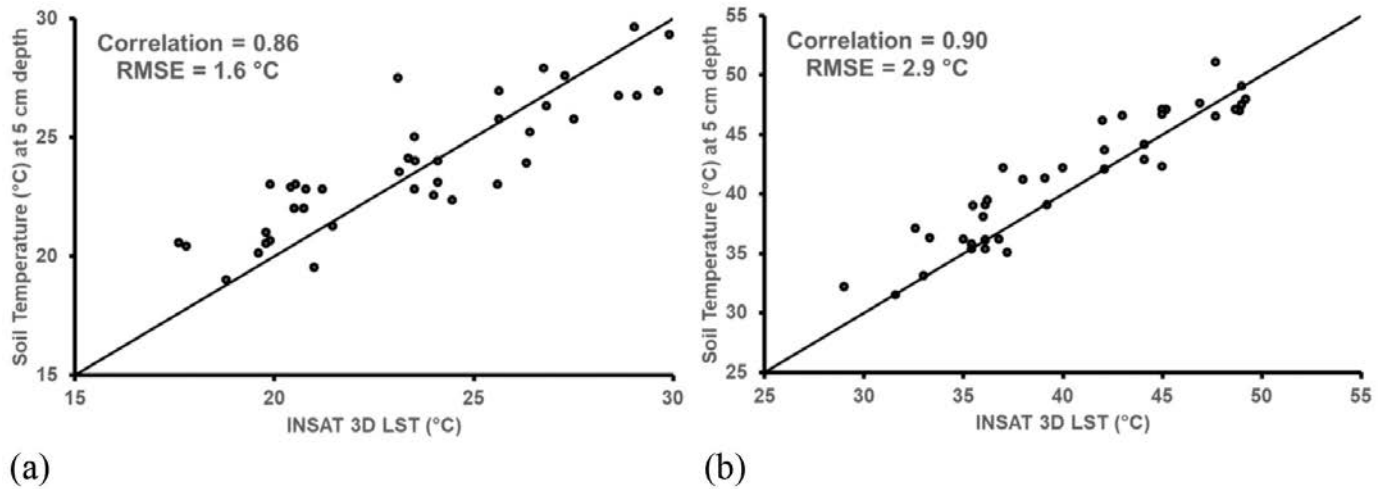 30
25
20
15
Soil Temperature (°C) at 5 cm depth
Correlation = 0.86
RMSE = 1.6 °C
15 20 25 30
INSAT 3D LST (°C)
(a)
55
50
45
40
35
30
25
Soil Temperature (°C) at 5 cm depth
Correlation = 0.90
RMSE = 2.9 °C
25 30 35 40 45 50 55
INSAT 3D LST (°C)
(b)